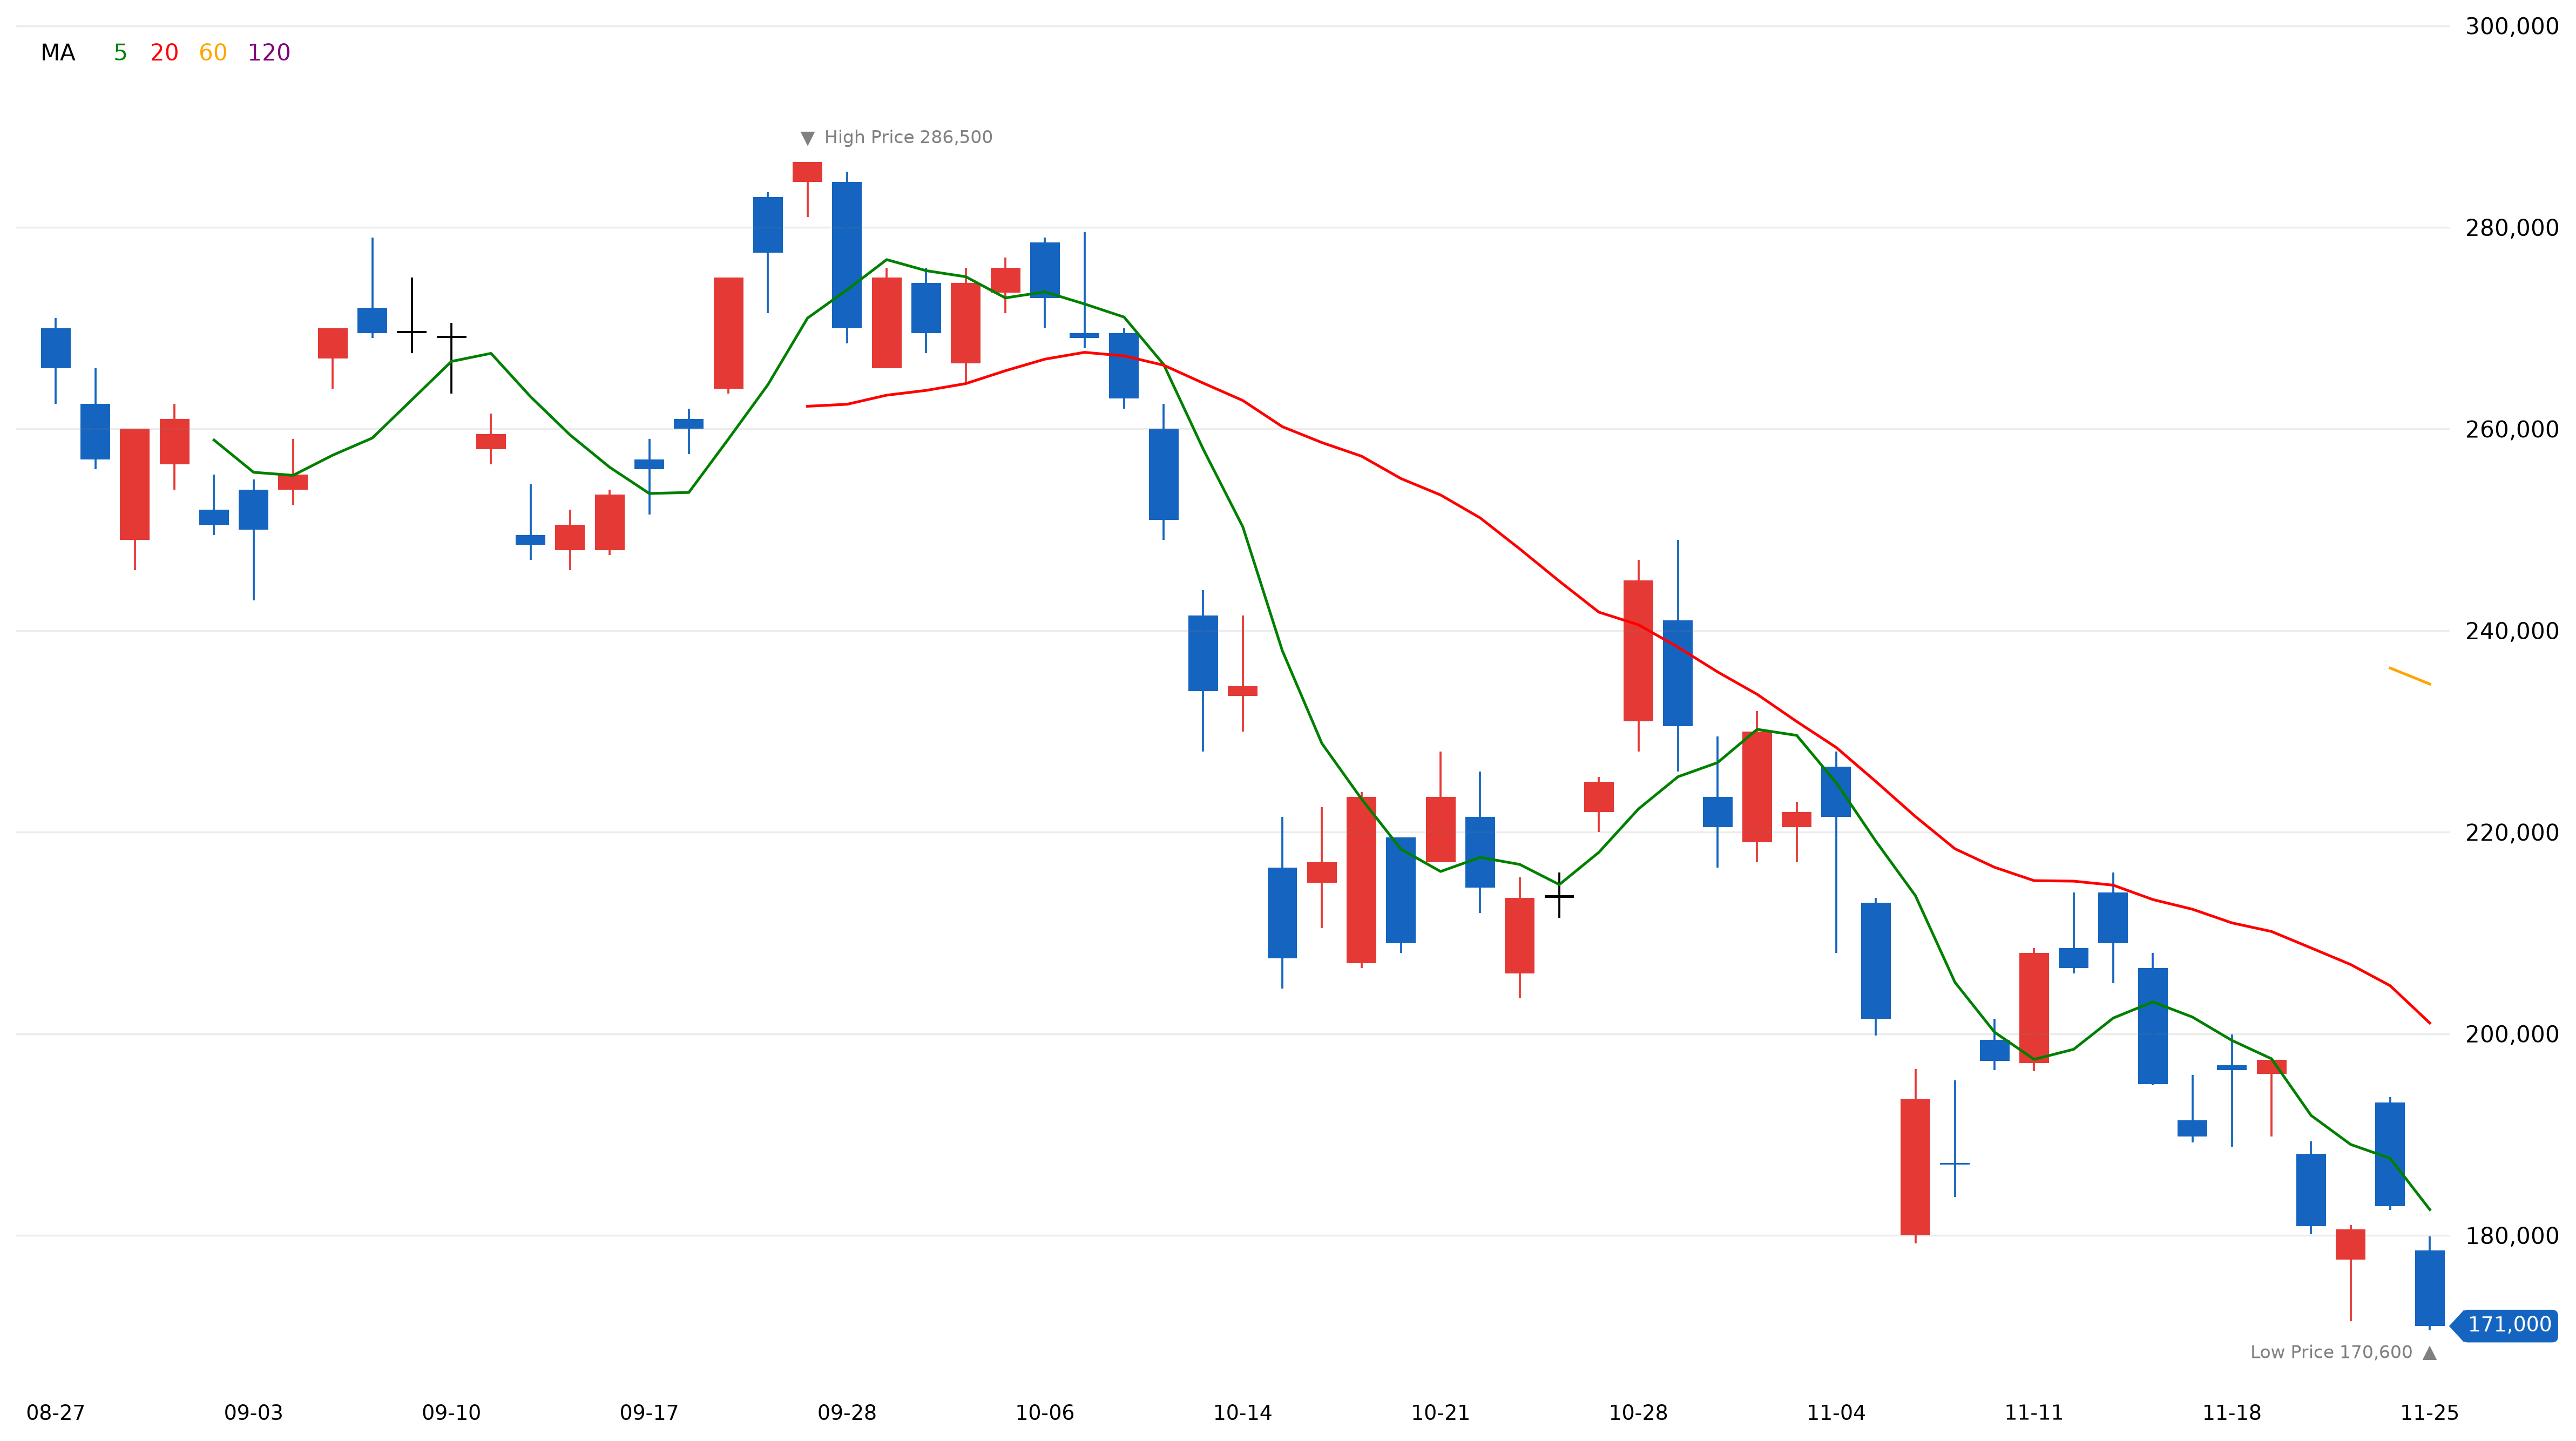 300,000
MA 5 20 60 120
▼ High Price 286,500
280,000
260,000
240,000
220,000
200,000
180,000
171,000
Low Price 170,600 ▲
08-27 09-03 09-10 09-17 09-28 10-06 10-14 10-21 10-28 11-04 11-11 11-18 11-25